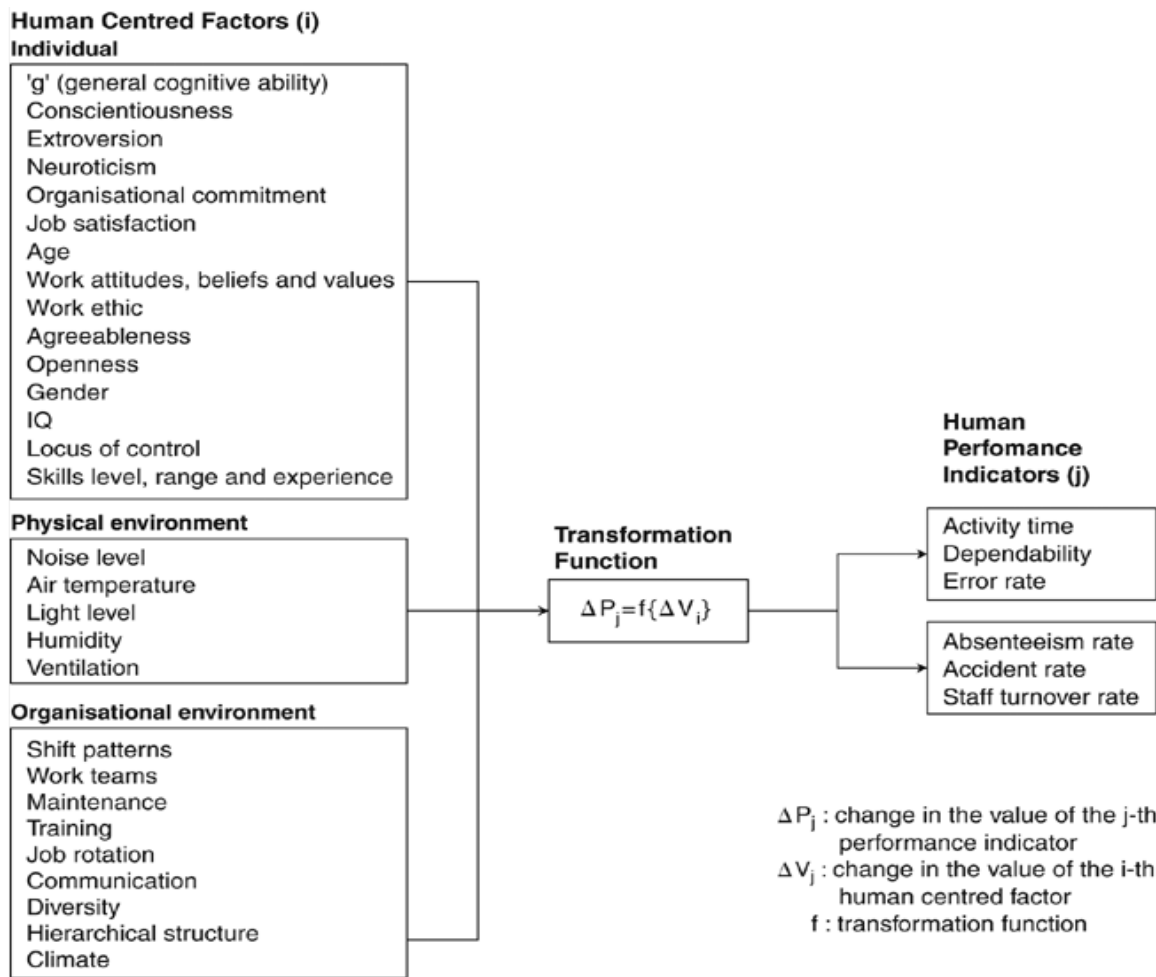 Human Centred Factors (i)
Individual
'g' (general cognitive ability)
Conscientiousness
Extroversion
Neuroticism
Organisational commitment
Job satisfaction
Age
Work attitudes, beliefs and values
Work ethic
Agreeableness
Openness
Gender
IQ
Locus of control
Skills level, range and experience
Physical environment
Noise level
Air temperature
Light level
Humidity
Ventilation
Organisational environment
Shift patterns
Work teams
Maintenance
Training
Job rotation
Communication
Diversity
Hierarchical structure
Climate
Transformation
Function
ΔPj=f{ΔVi}
Human
Perfomance
Indicators (j)
Activity time
Dependability
Error rate
Absenteeism rate
Accident rate
Staff turnover rate
ΔPj : change in the value of the j-th
performance indicator
ΔVj : change in the value of the i-th
human centred factor
f : transformation function